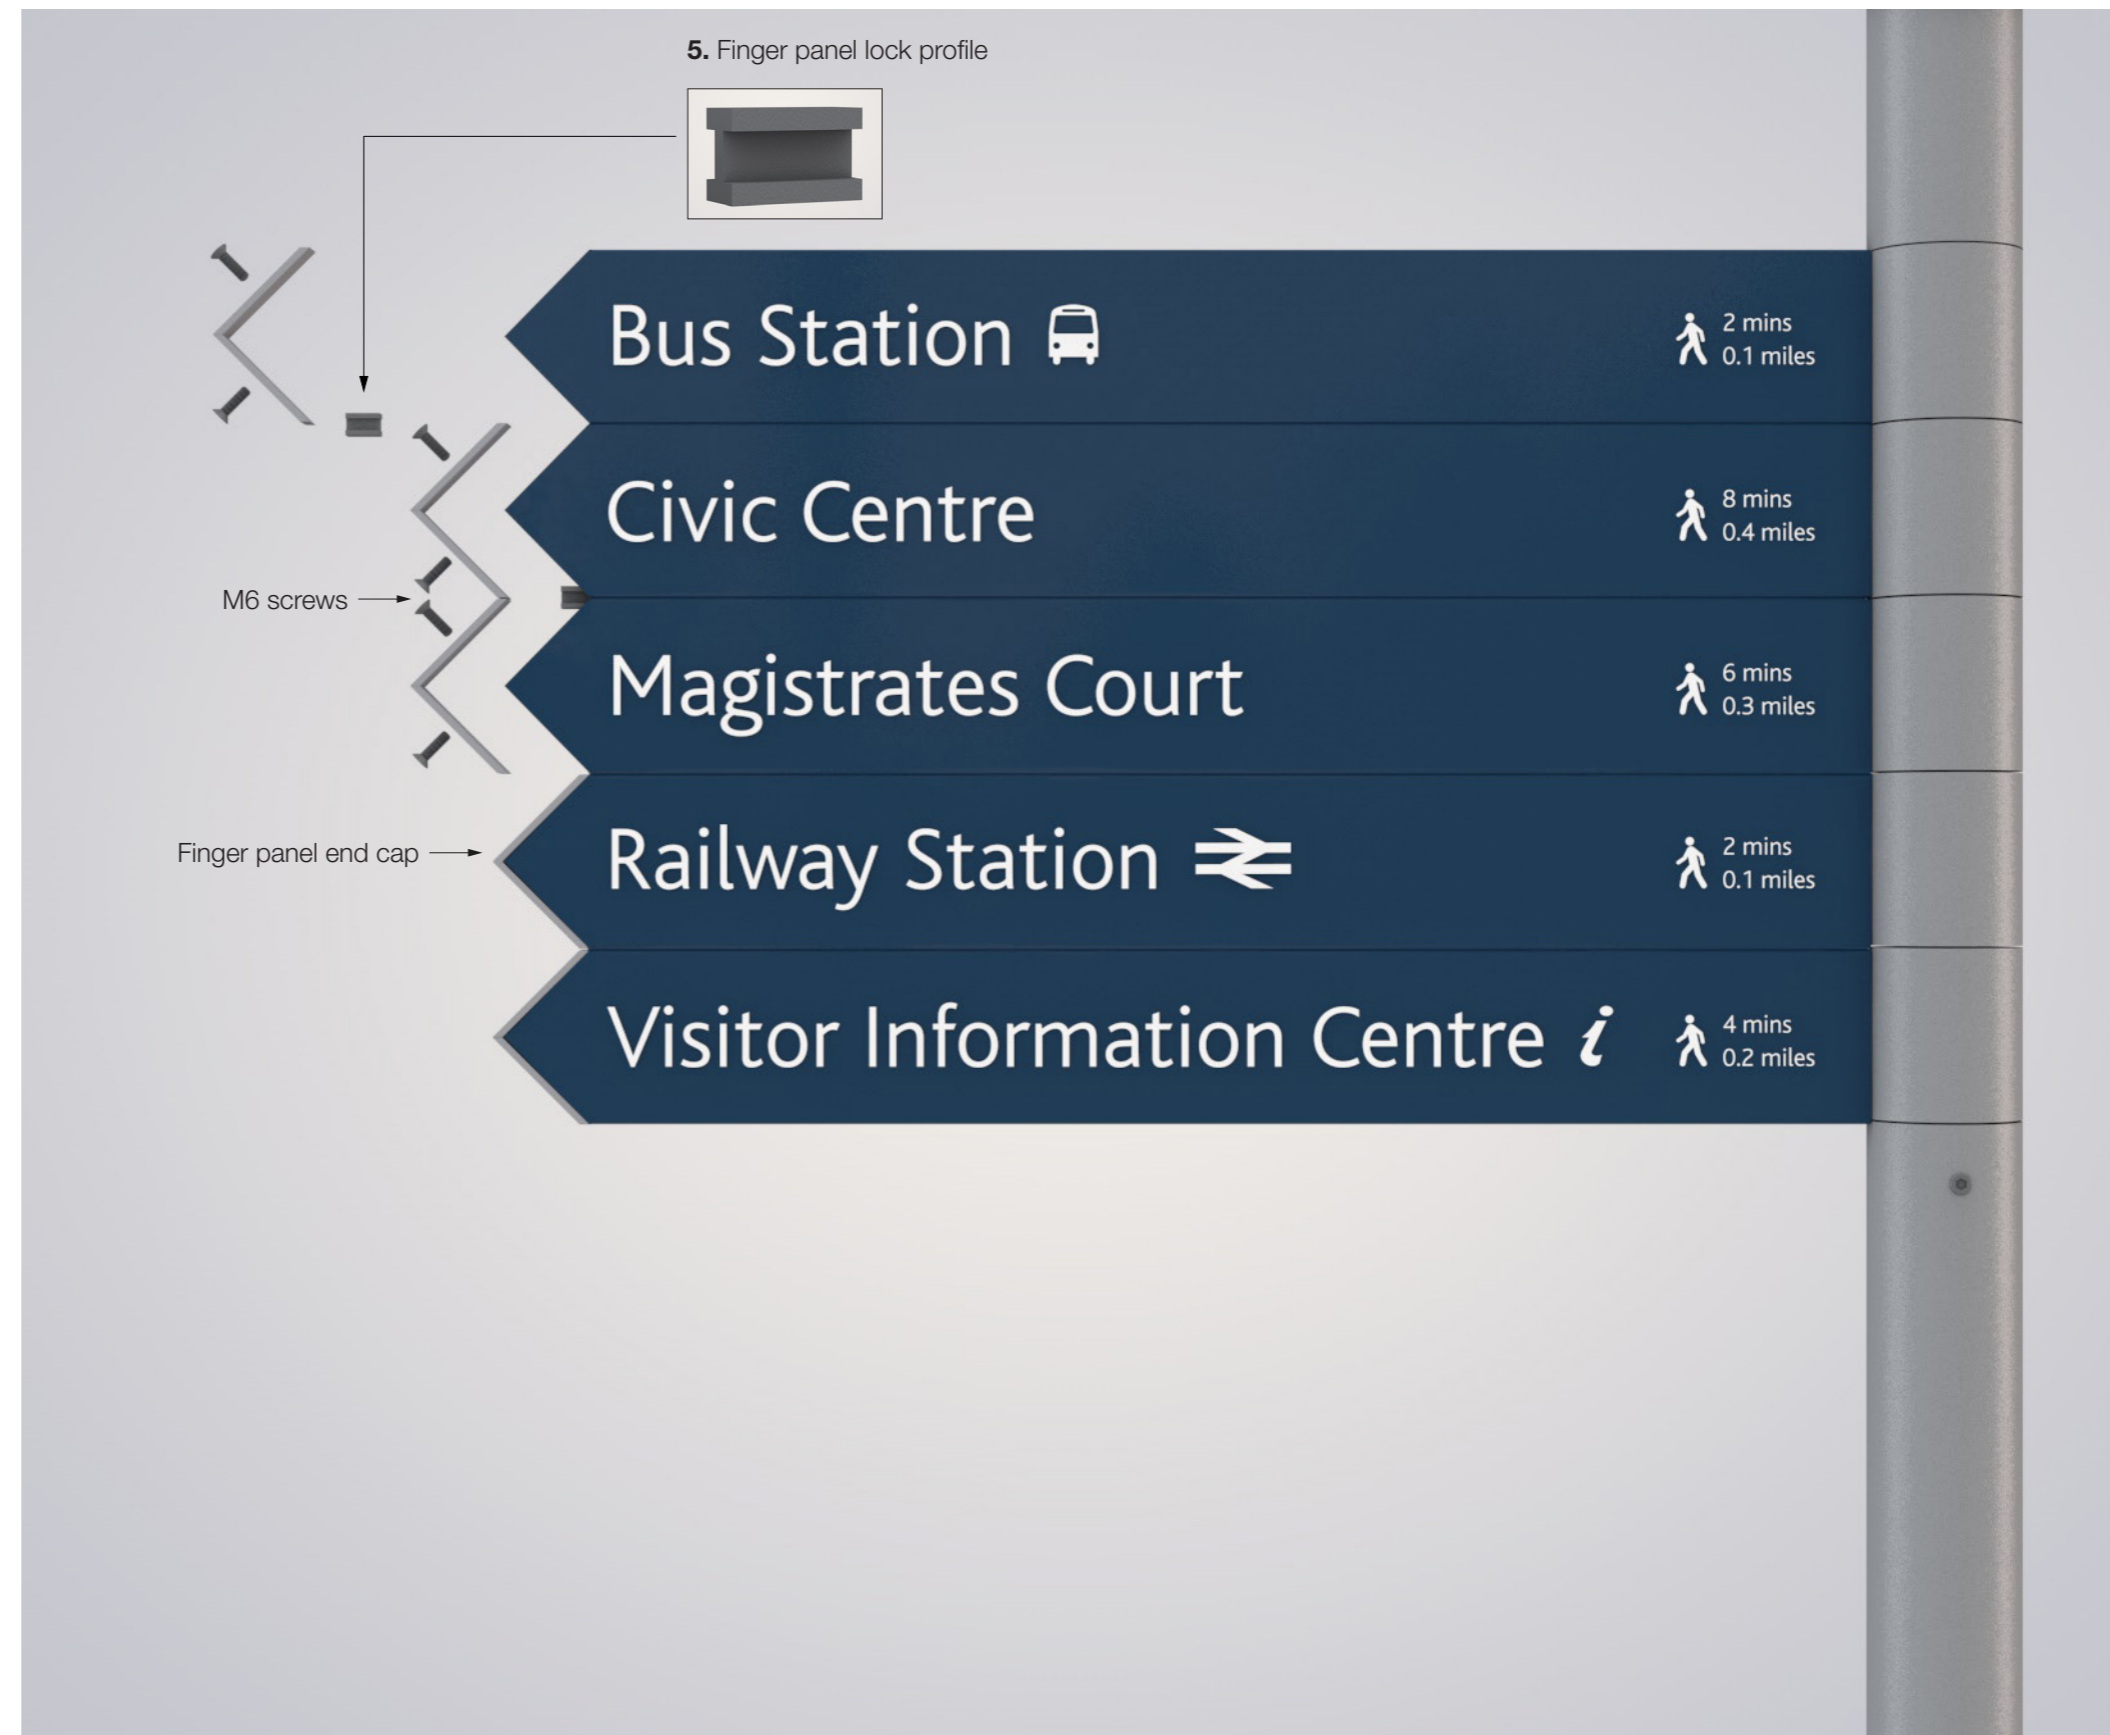 5. Finger panel lock profile
Bus Station
2 mins
0.1 miles
Civic Centre
8 mins
0.4 miles
M6 screws
Magistrates Court
6 mins
0.3 miles
Finger panel end cap
Railway Station
2 mins
0.1 miles
Visitor Information Centre i
4 mins
0.2 miles